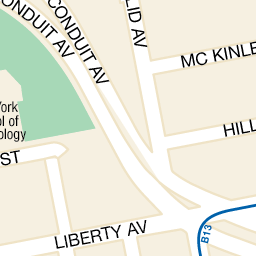 CONDUIT AV
CONDUIT AV
LID AV
MC KINLE
York
ol of
ology
HILL
ST
LIBERTY AV
B13